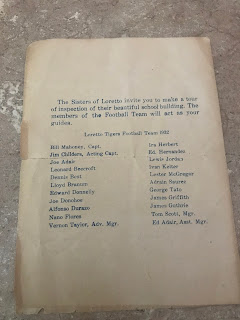 The Sisters of Loretto invite you to make a tour
of inspection of their beautiful school building. The
members of the Football Team will act as your
guides.
Loretto Tigers Football Team 1932
Bill Mahoney, Capt.
Jim Childers, Acting Capt.
Joe Adair
Leonard Beecroft
Dennis Best
Lloyd Branum
Edward Donnelly
Joe Donohoe
Alfonso Durazo
Nano Flores
Vernon Taylor, Adv. Mgr.
Ira Herbert
Ed. Hernandez
Lewie Jordan
Ivan Keiter
Lester McGregor
Adrian Suarez
George Tate
James Griffith
James Guthrie
Tom Scott, Mgr.
Ed Adair, Asst. Mgr.